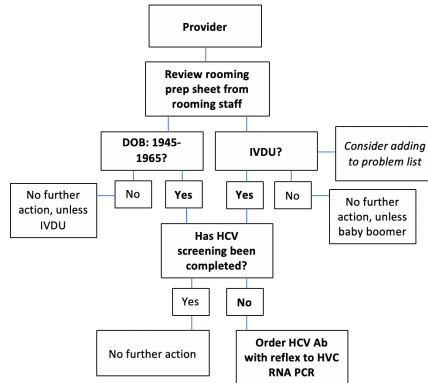 Provider
Review rooming
prep sheet from
rooming staff
DOB: 1945-
1965?
IVDU?
Consider adding
to problem list
No further
action, unless
IVDU
No
Yes
Yes
No
No further
action, unless
baby boomer
Has HCV
screening been
completed?
Yes
No
No further action
Order HCV Ab
with reflex to HVC
RNA PCR